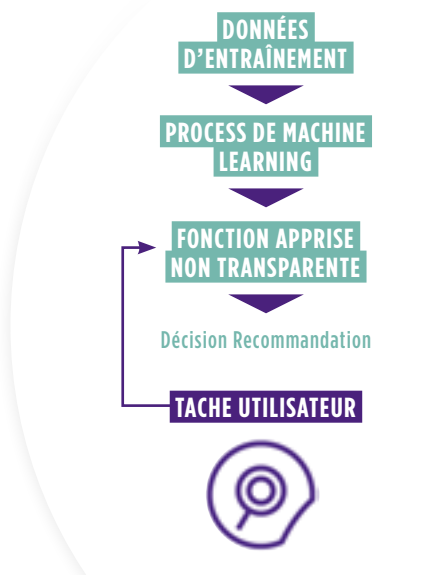 DONNÉES
D'ENTRAÎNEMENT
PROCESS DE MACHINE
LEARNING
FONCTION APPRISE
NON TRANSPARENTE
Décision Recommandation
TACHE UTILISATEUR